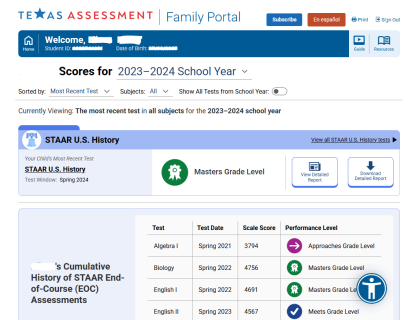 TEXAS ASSESSMENT | Family Portal
Subscribe
En español
Print
Sign Out
Home
Welcome,
Student ID:
Date of Birth:
Guide
Resources
Scores for 2023–2024 School Year
Sorted by: Most Recent Test
Subjects: All
Show All Tests from School Year:
Currently Viewing: The most recent test in all subjects for the 2023–2024 school year
STAAR U.S. History
View all STAAR U.S. History tests
Your Child's Most Recent Test
STAAR U.S. History
Test Window: Spring 2024
Masters Grade Level
View Detailed
Report
Download
Detailed Report
's Cumulative
History of STAAR End-
of-Course (EOC)
Assessments
Test Test Date Scale Score Performance Level
Algebra I Spring 2021 3794 Approaches Grade Level
Biology Spring 2022 4756 Masters Grade Level
English I Spring 2022 4691 Masters Grade
English II Spring 2023 4567 Meets Grade Level